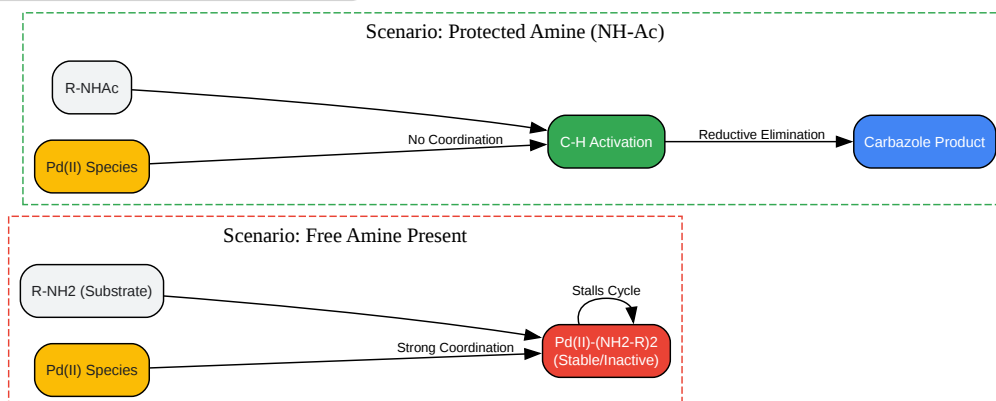 Scenario: Protected Amine (NH-Ac)
R-NHAc
Pd(II) Species
No Coordination
C-H Activation
Reductive Elimination
Carbazole Product
Scenario: Free Amine Present
R-NH2 (Substrate)
Pd(II) Species
Strong Coordination
Stalls Cycle
Pd(II)-(NH2-R)2
(Stable/Inactive)